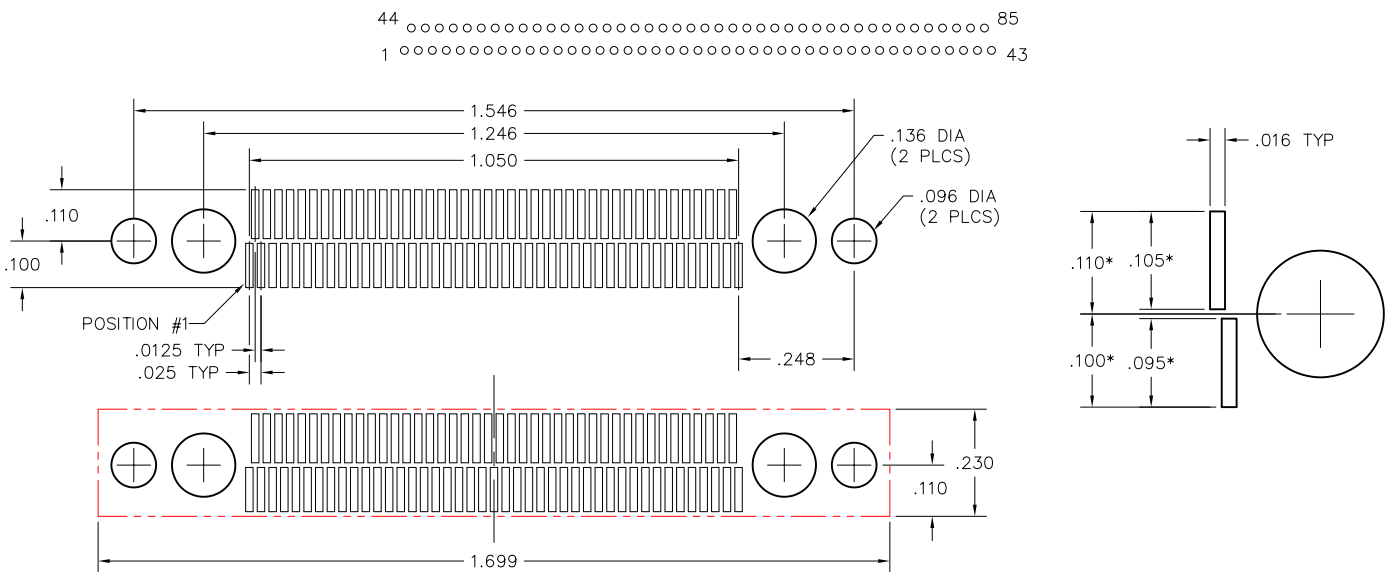 44
85
1
43
1.546
1.246
1.050
.136 DIA
(2 PLCS)
.096 DIA
(2 PLCS)
.110
.100
POSITION #1
.0125 TYP
.025 TYP
.248
.016 TYP
.110*
.105*
.100*
.095*
.230
.110
1.699